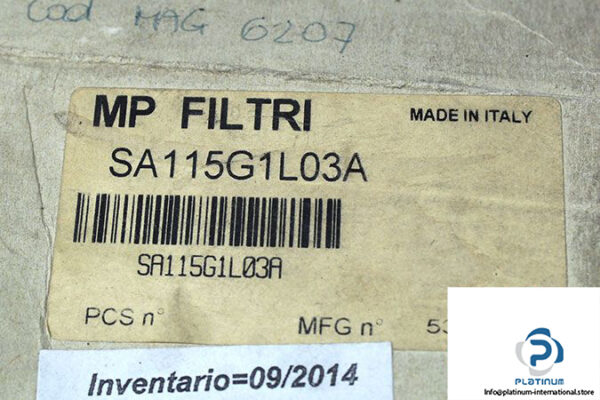 Cod MAG 6207
MP FILTRI
MADE IN ITALY
SA115G1L03A
SA115G1L03A
PCS n°
MFG n° 53
Inventario=09/2014
PLATINUM
Info@platinum-international.store